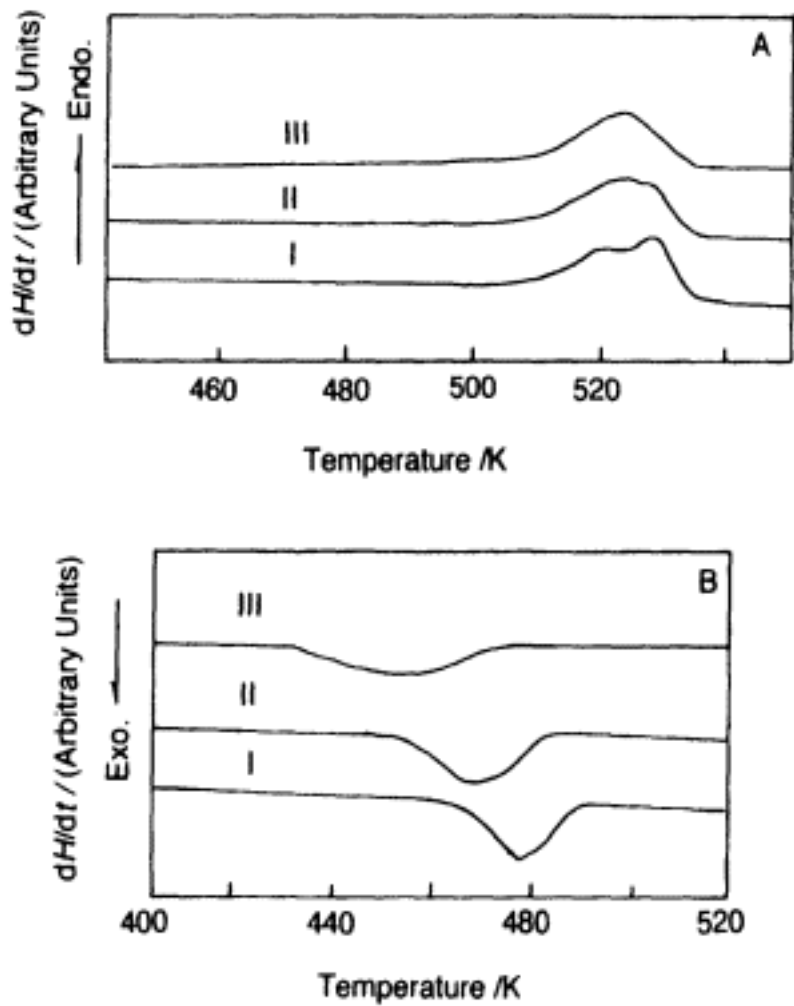 A
dH/dt / (Arbitrary Units)
Endo.
III
II
I
460 480 500 520
Temperature /K
B
dH/dt / (Arbitrary Units)
Exo.
III
II
I
400 440 480 520
Temperature /K